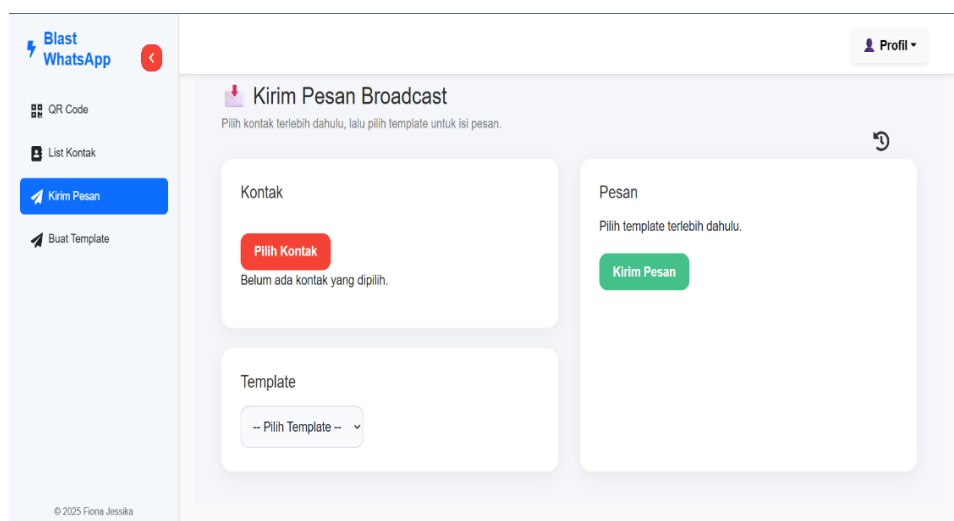 Blast
WhatsApp
Profil
QR Code
List Kontak
Kirim Pesan
Buat Template
Kirim Pesan Broadcast
Pilih kontak terlebih dahulu, lalu pilih template untuk isi pesan.
Kontak
Pilih Kontak
Belum ada kontak yang dipilih.
Template
-- Pilih Template --
Pesan
Pilih template terlebih dahulu.
Kirim Pesan
© 2025 Fiona Jessika